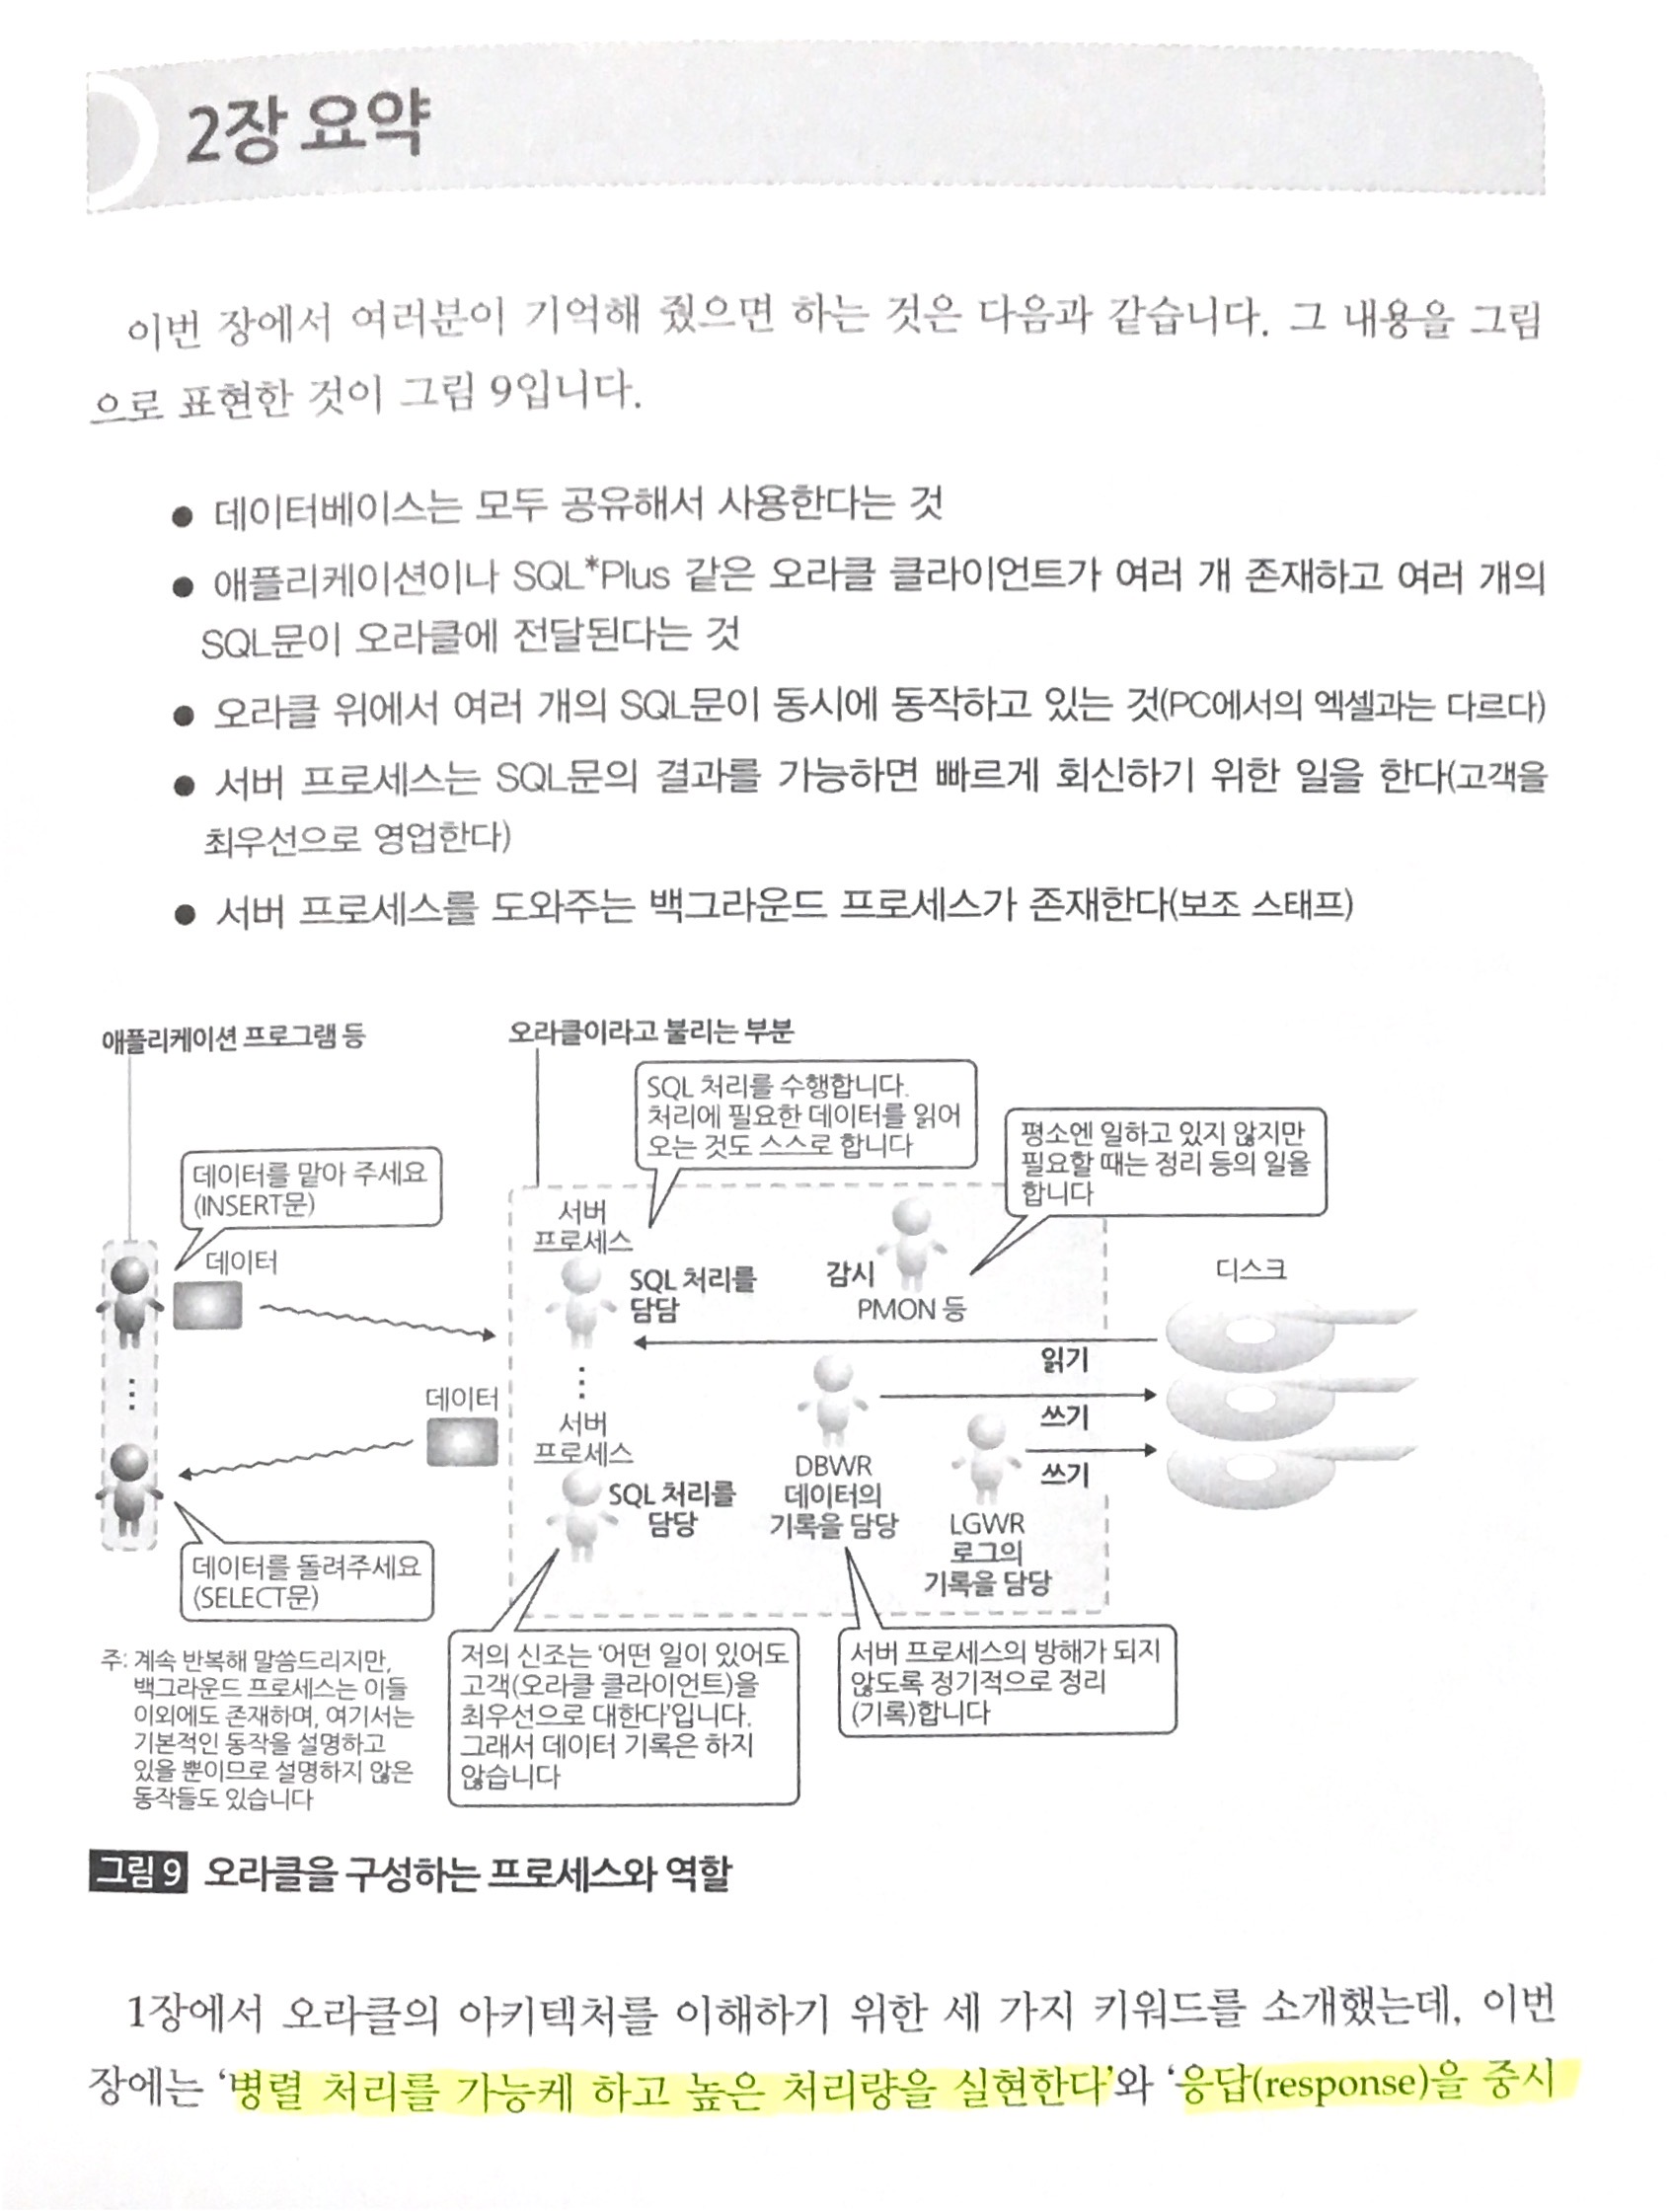 2장 요약
이번 장에서 여러분이 기억해 줬으면 하는 것은 다음과 같습니다. 그 내용을 그림
으로 표현한 것이 그림 9입니다.
● 데이터베이스는 모두 공유해서 사용한다는 것
● 애플리케이션이나 SQL*Plus 같은 오라클 클라이언트가 여러 개 존재하고 여러 개의
SQL문이 오라클에 전달된다는 것
● 오라클 위에서 여러 개의 SQL문이 동시에 동작하고 있는 것(PC에서의 엑셀과는 다르다)
● 서버 프로세스는 SQL문의 결과를 가능하면 빠르게 회신하기 위한 일을 한다(고객을
최우선으로 영업한다)
● 서버 프로세스를 도와주는 백그라운드 프로세스가 존재한다(보조 스태프)
애플리케이션 프로그램 등
오라클이라고 불리는 부분
SQL 처리를 수행합니다.
처리에 필요한 데이터를 읽어
오는 것도 스스로 합니다
평소엔 일하고 있지 않지만
필요할 때는 정리 등의 일을
합니다
데이터를 맡아 주세요
(INSERT문)
데이터
서버
프로세스
SQL 처리를
담담
감시
PMON 등
디스크
읽기
데이터
서버
프로세스
SQL 처리를
담당
쓰기
DBWR
데이터의
기록을 담당
쓰기
LGWR
로그의
기록을 담당
데이터를 돌려주세요
(SELECT문)
주: 계속 반복해 말씀드리지만,
백그라운드 프로세스는 이들
이외에도 존재하며, 여기서는
기본적인 동작을 설명하고
있을 뿐이므로 설명하지 않은
동작들도 있습니다
저의 신조는 '어떤 일이 있어도
고객(오라클 클라이언트)을
최우선으로 대한다'입니다.
그래서 데이터 기록은 하지
않습니다
서버 프로세스의 방해가 되지
않도록 정기적으로 정리
(기록)합니다
그림 9 오라클을 구성하는 프로세스와 역할
1장에서 오라클의 아키텍처를 이해하기 위한 세 가지 키워드를 소개했는데, 이번
장에는 '병렬 처리를 가능케 하고 높은 처리량을 실현한다'와 '응답(response)을 중시